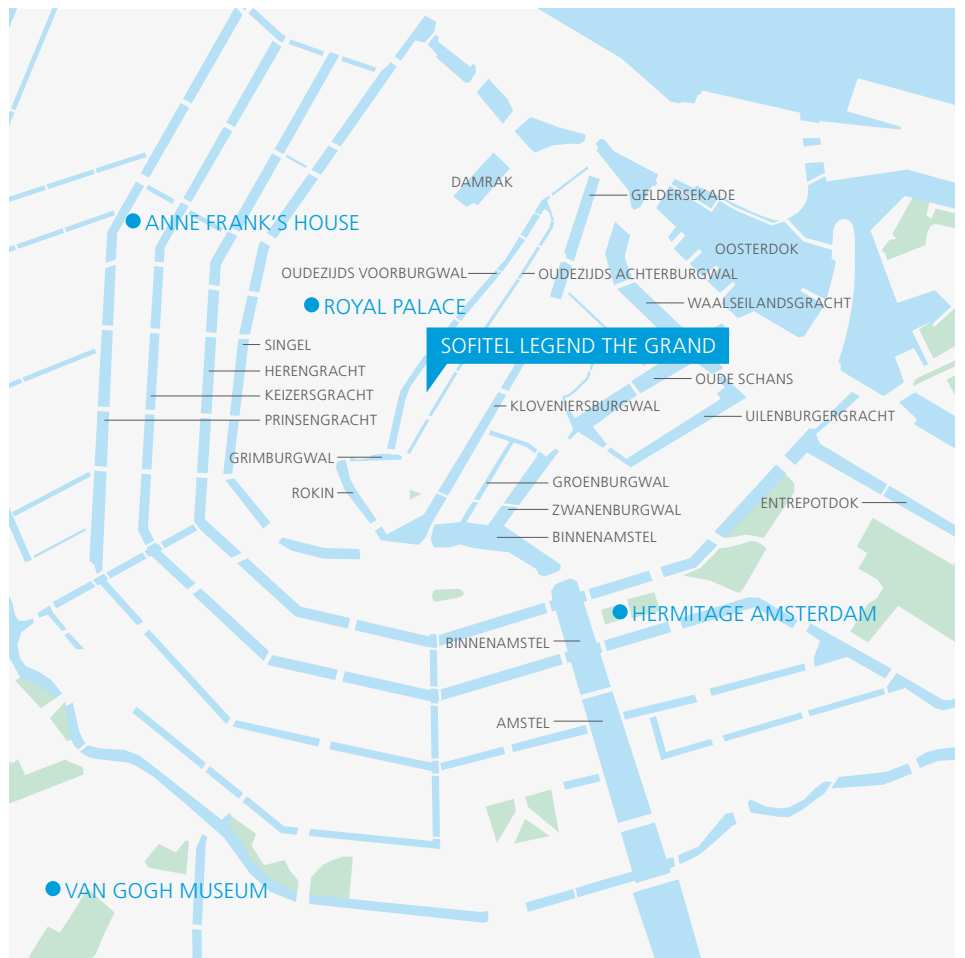 DAMRAK
GELDERSEKADE
ANNE FRANK'S HOUSE
OOSTERDOK
OUDEZIJDS VOORBURGWAL
OUDEZIJDS ACHTERBURGWAL
ROYAL PALACE
WAALSEILANDSGRACHT
SINGEL
SOFITEL LEGEND THE GRAND
HERENGRACHT
OUDE SCHANS
KEIZERSGRACHT
KLOVENIERSBURGWAL
PRINSENGRACHT
UILENBURGERGRACHT
GRIMBURGWAL
GROENBURGWAL
ROKIN
ENTREPOTDOK
ZWANENBURGWAL
BINNENAMSTEL
HERMITAGE AMSTERDAM
BINNENAMSTEL
AMSTEL
VAN GOGH MUSEUM